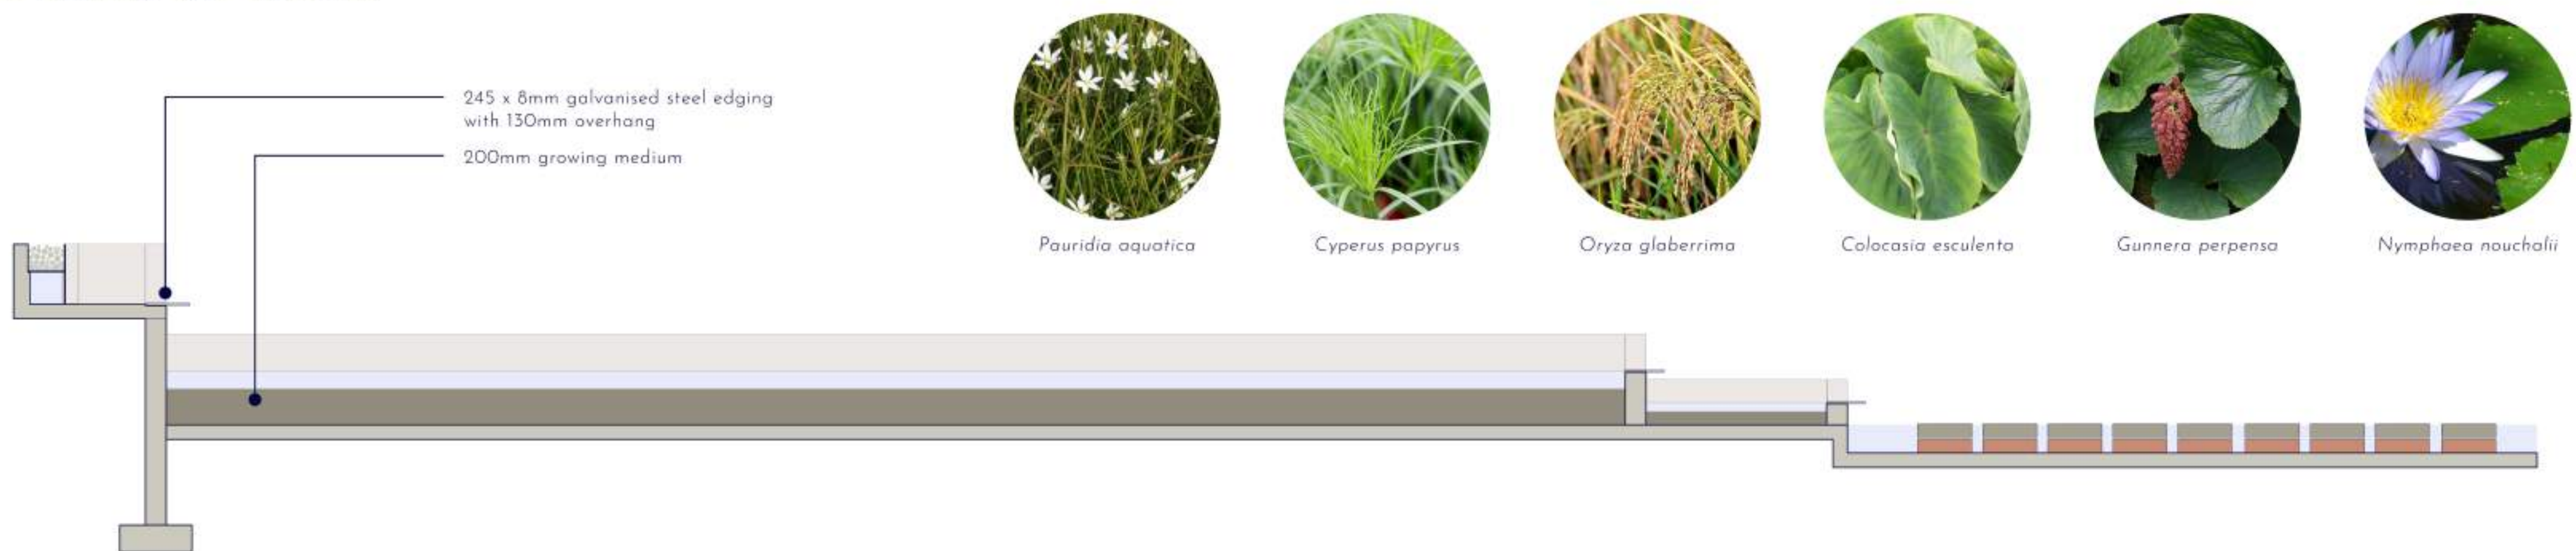 245 x 8mm galvanised steel edging
with 130mm overhang
200mm growing medium
Pauridia aquatica
Cyperus papyrus
Oryza glaberrima
Colocasia esculenta
Gunnera perpensa
Nymphaea nouchalii